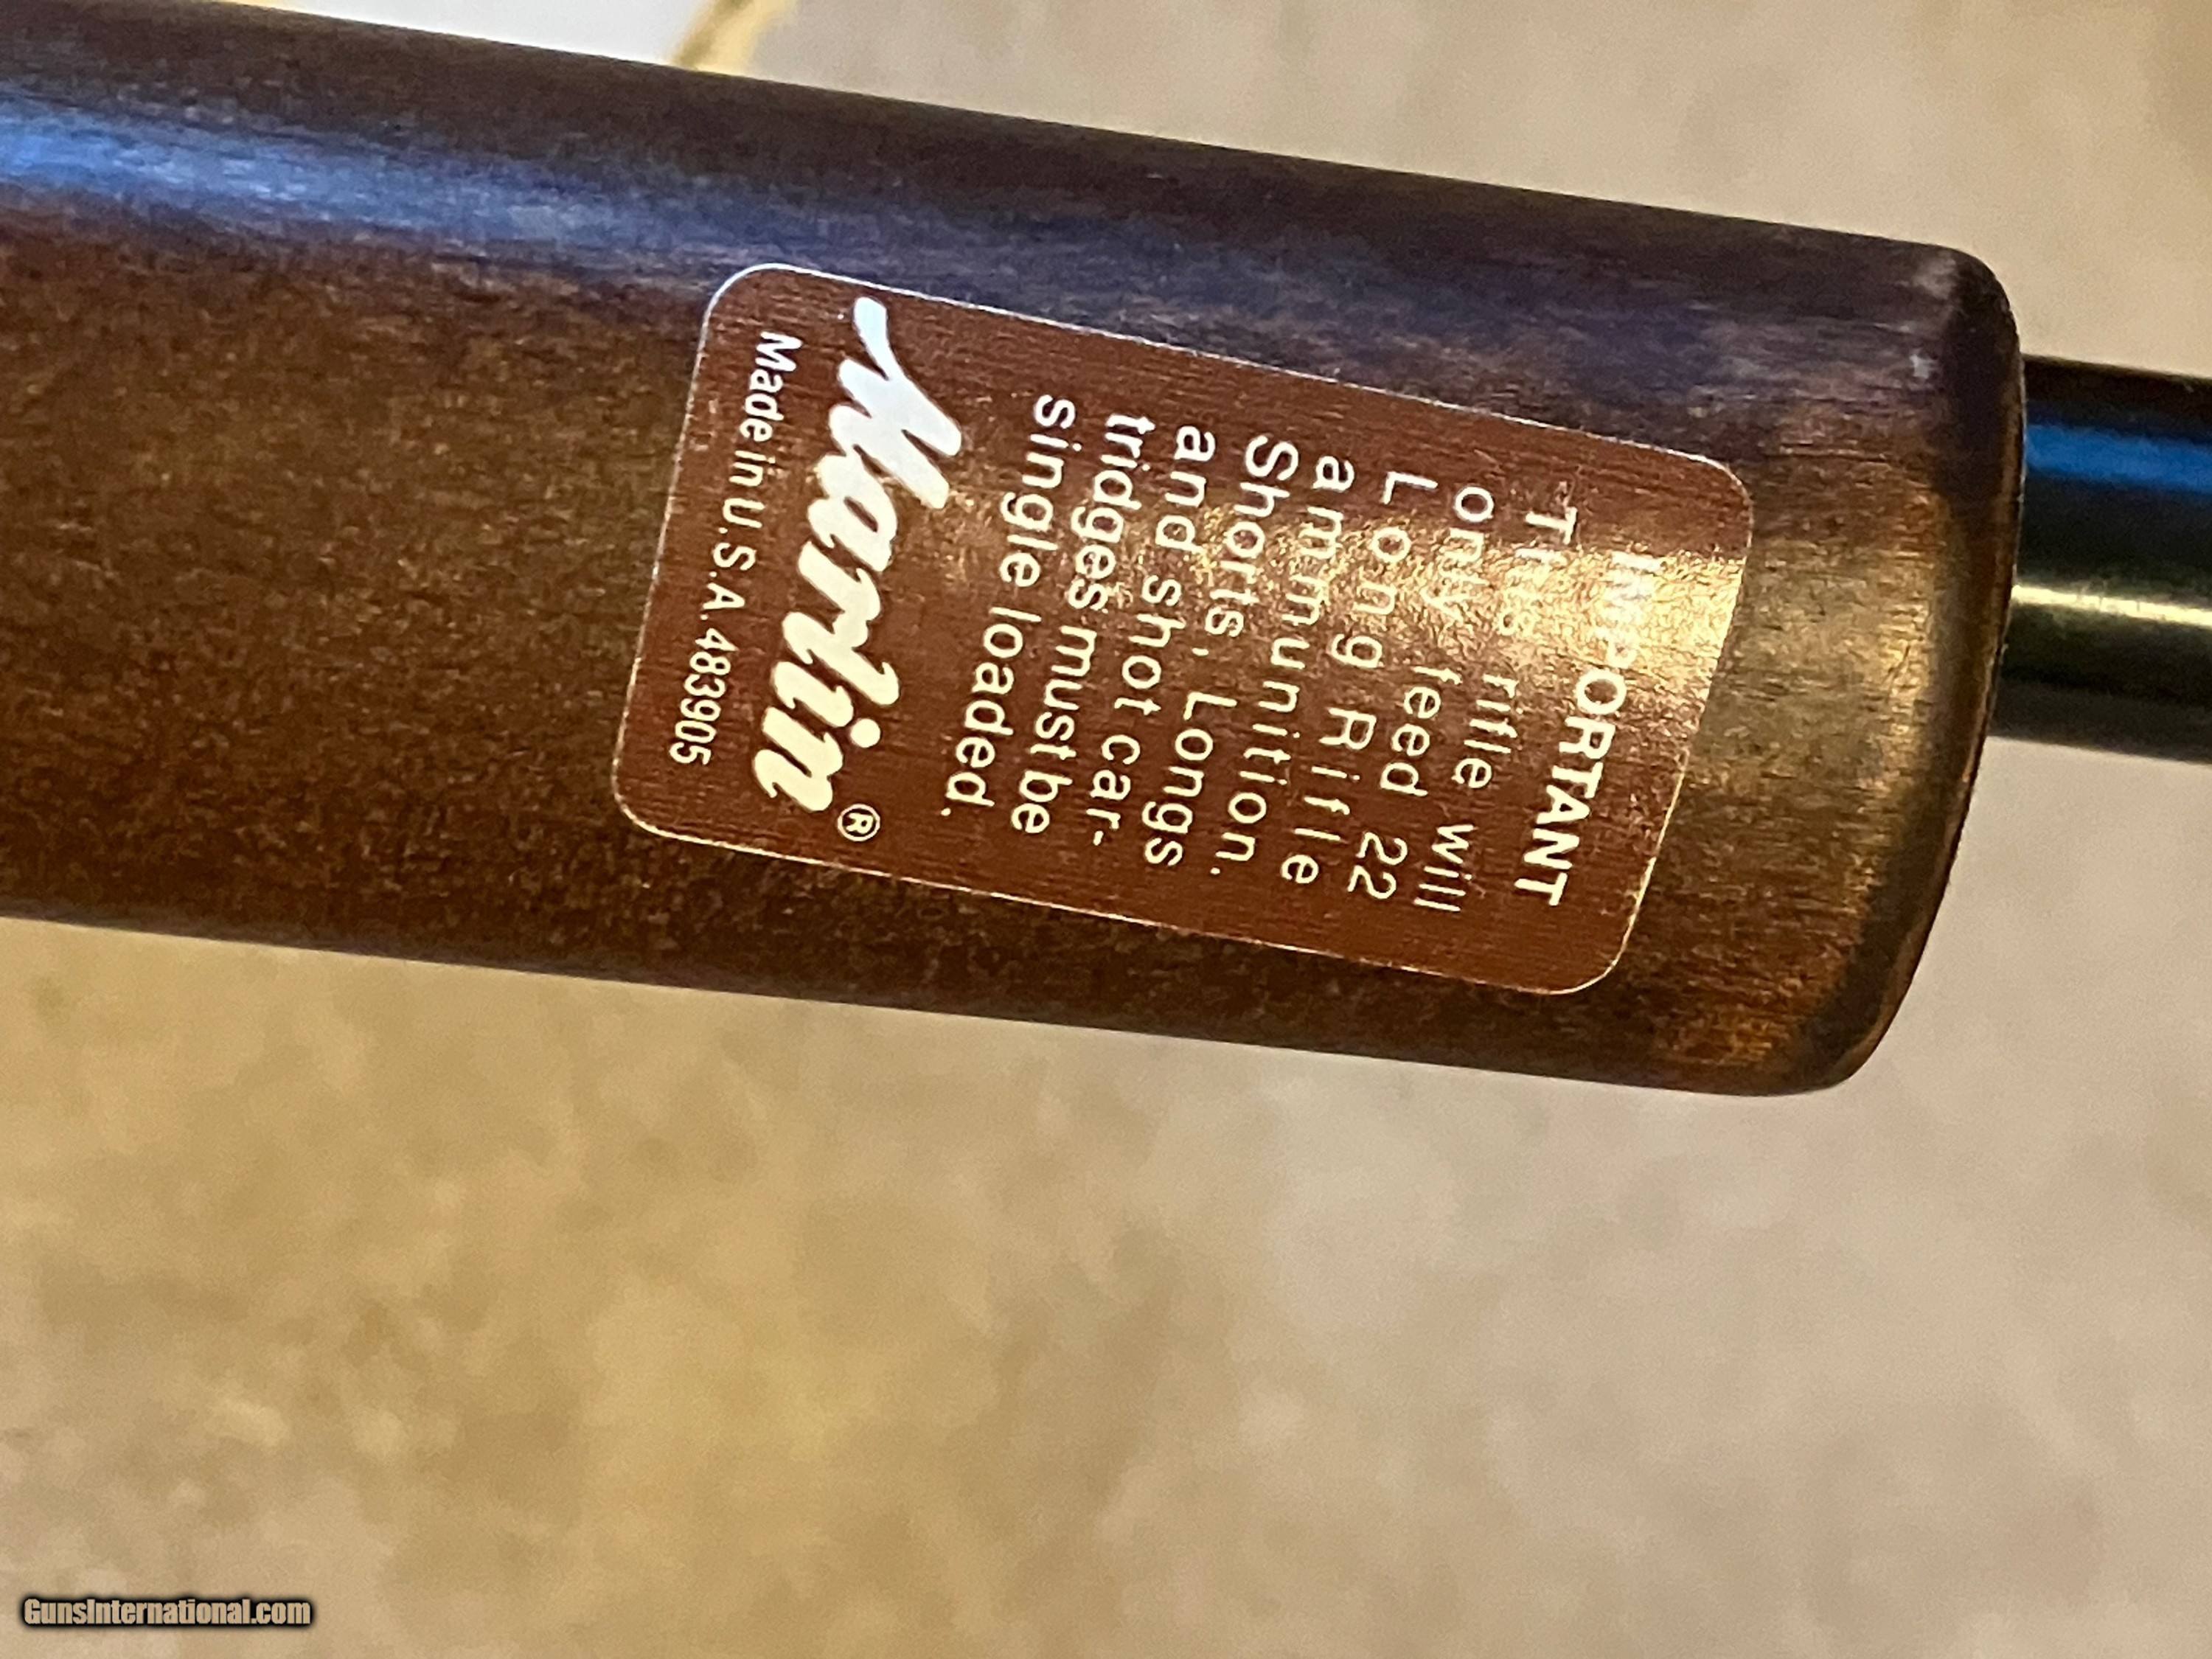 IMPORTANT
This rifle will
only feed 22
Long Rifle
ammunition.
Shorts, Longs
and shot car-
tridges must be
single loaded.
Marlin®
Made in U.S.A. 483905
GunsInternational.com